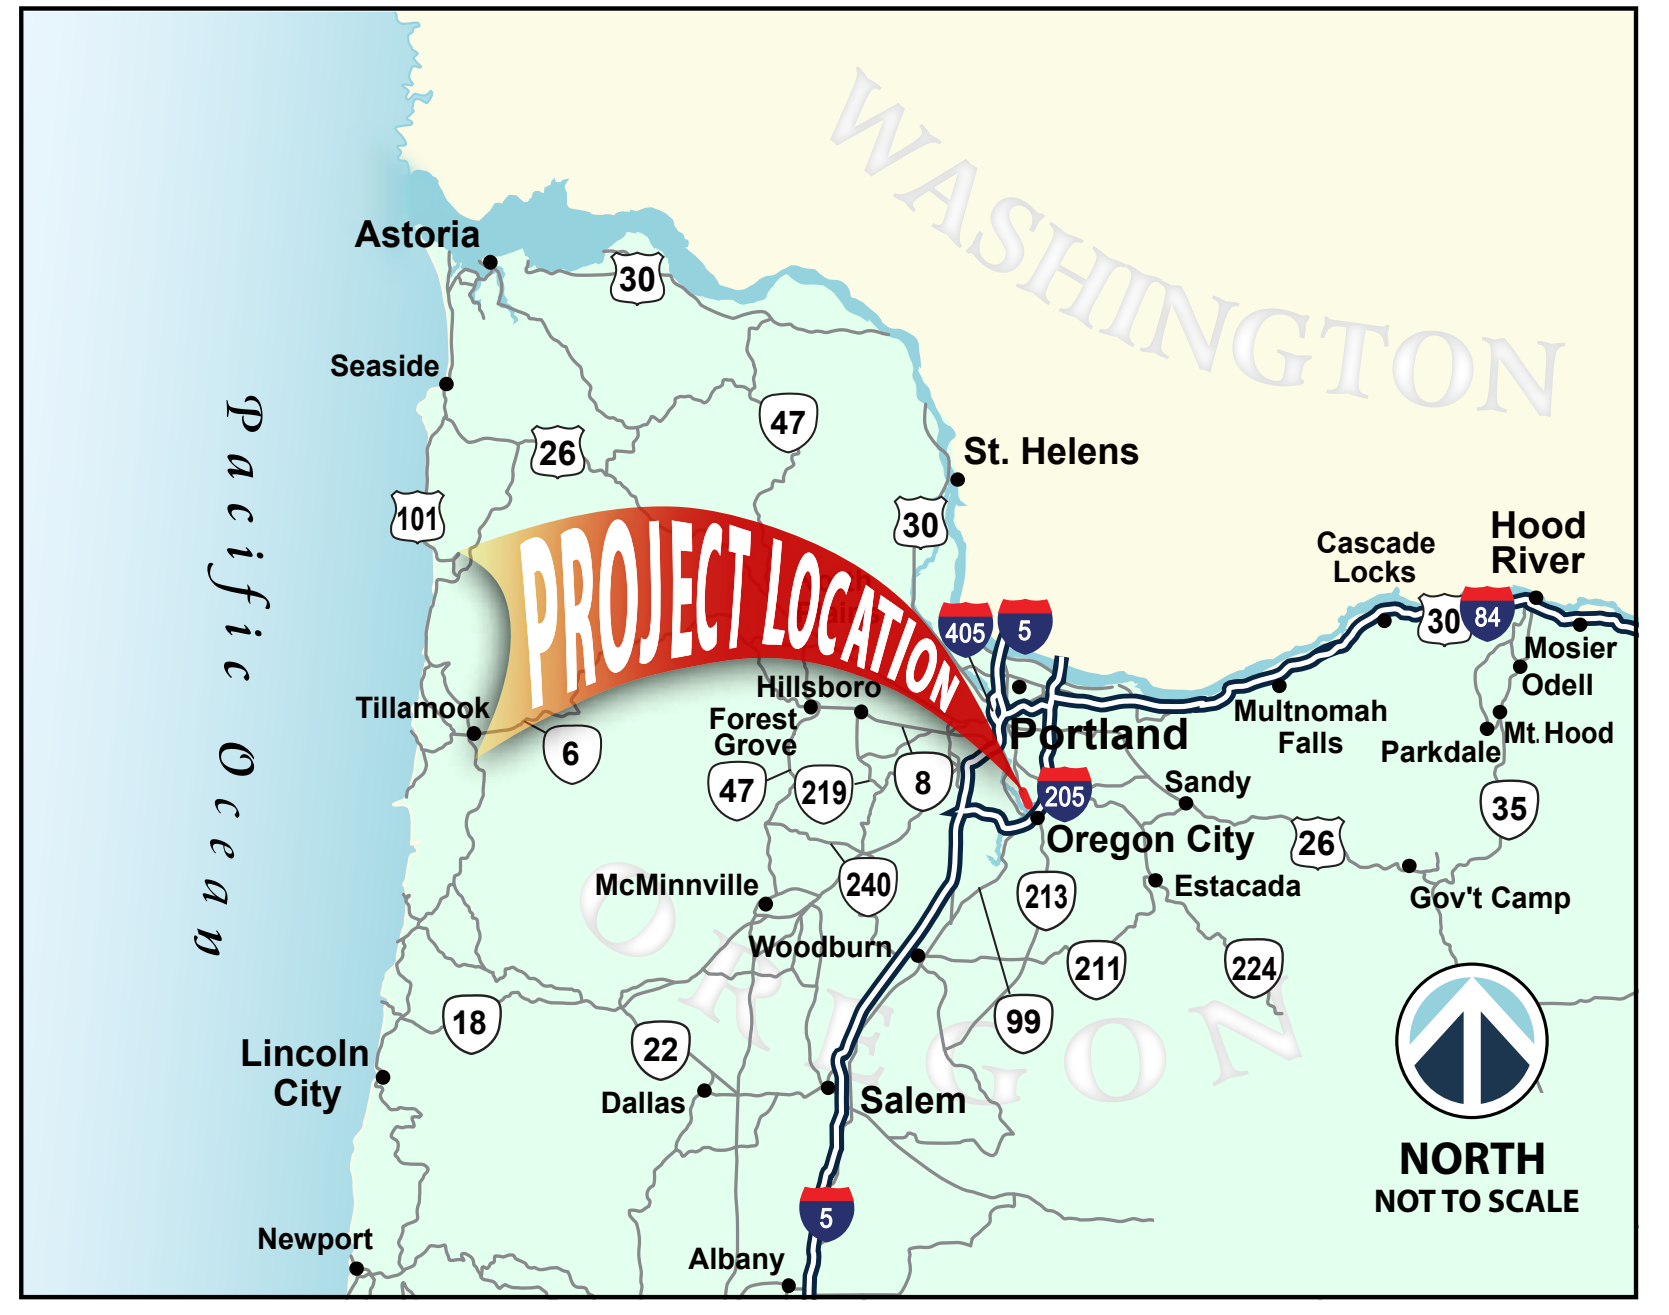 WASHINGTON
Astoria
30
Seaside
47
26
St. Helens
101
30
Pacific Ocean
PROJECT LOCATION
Plains
Cascade
Locks
Hood
River
405
5
30
84
Mosier
Odell
Mt. Hood
Parkdale
Multnomah
Falls
Hillsboro
Forest
Grove
Tillamook
6
Portland
47
219
8
205
Sandy
35
Oregon City
26
240
McMinnville
213
Estacada
Gov't Camp
Woodburn
211
224
OREGON
18
99
22
Lincoln
City
Dallas
Salem
NORTH
NOT TO SCALE
5
Newport
Albany